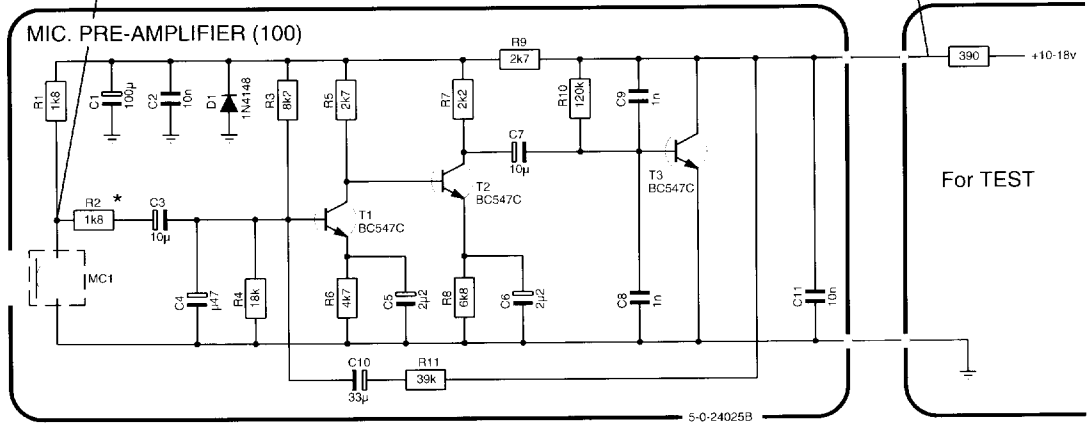 MIC. PRE-AMPLIFIER (100)
R1
1k8
C1
100µ
C2
10n
D1
1N4148
R3
8k2
R5
2k7
R7
2k2
R9
2k7
R10
120k
C9
1n
390
+10-18v
C7
10µ
T3
BC547C
For TEST
R2
1k8
*
C3
10µ
T1
BC547C
T2
BC547C
MC1
C4
µ47
R4
18k
R6
4k7
C5
2µ2
R8
6k8
C6
2µ2
C8
1n
C11
10n
C10
33µ
R11
39k
5-0-24025B